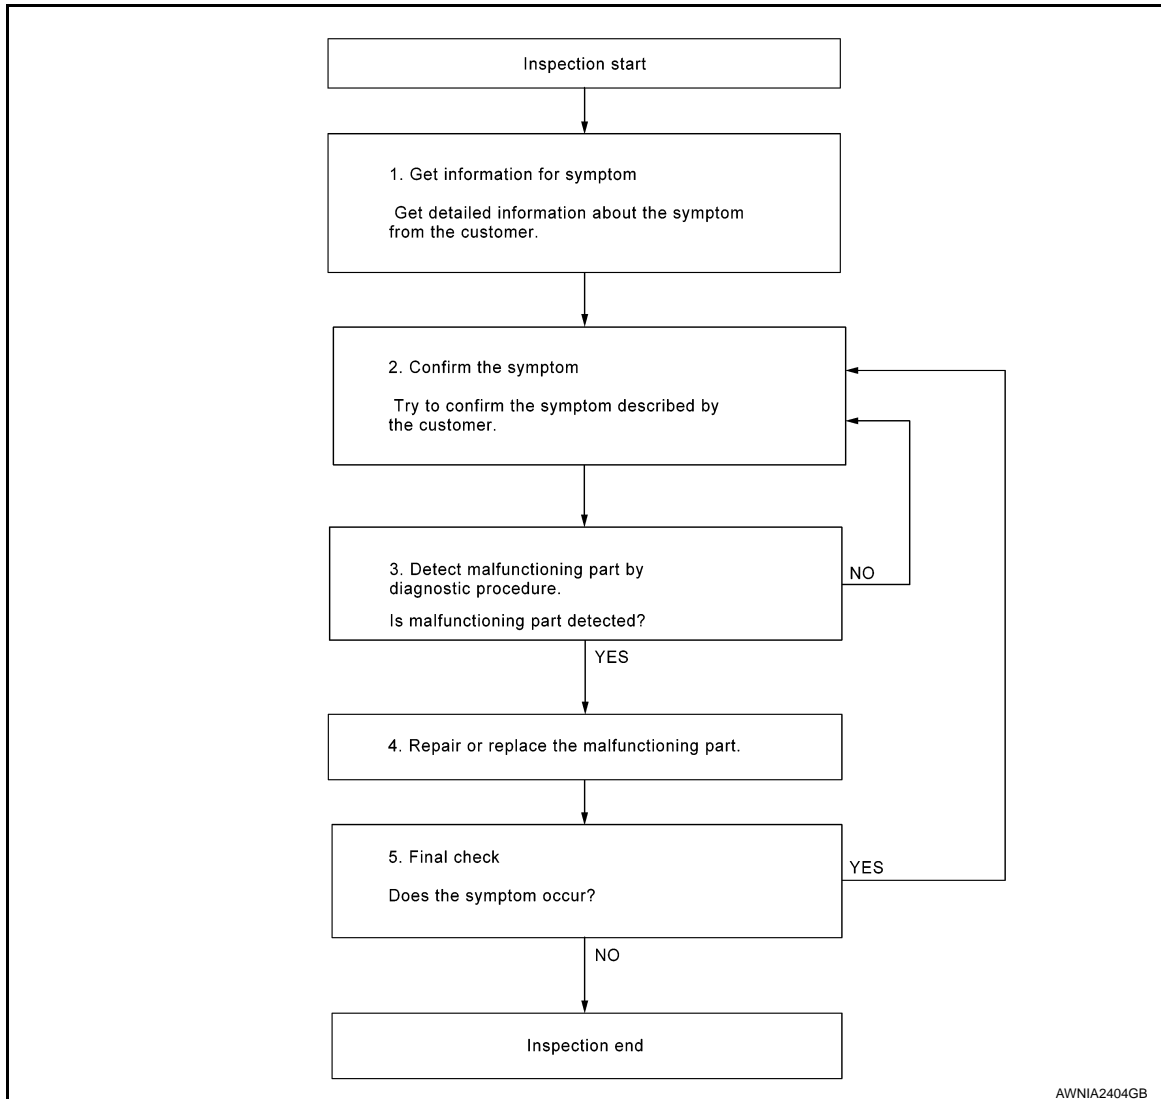 Inspection start
1. Get information for symptom
Get detailed information about the symptom
from the customer.
2. Confirm the symptom
Try to confirm the symptom described by
the customer.
3. Detect malfunctioning part by
diagnostic procedure.
Is malfunctioning part detected?
NO
YES
4. Repair or replace the malfunctioning part.
5. Final check
Does the symptom occur?
YES
NO
Inspection end
AWNIA2404GB